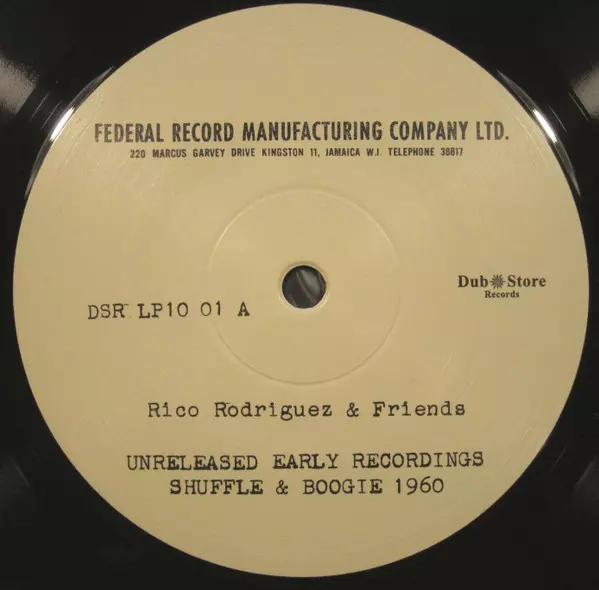 FEDERAL RECORD MANUFACTURING COMPANY LTD.
220 MARCUS GARVEY DRIVE KINGSTON 11, JAMAICA W.I. TELEPHONE 38817
Dub Store
Records
DSR LP10 01 A
Rico Rodriguez & Friends
UNRELEASED EARLY RECORDINGS
SHUFFLE & BOOGIE 1960